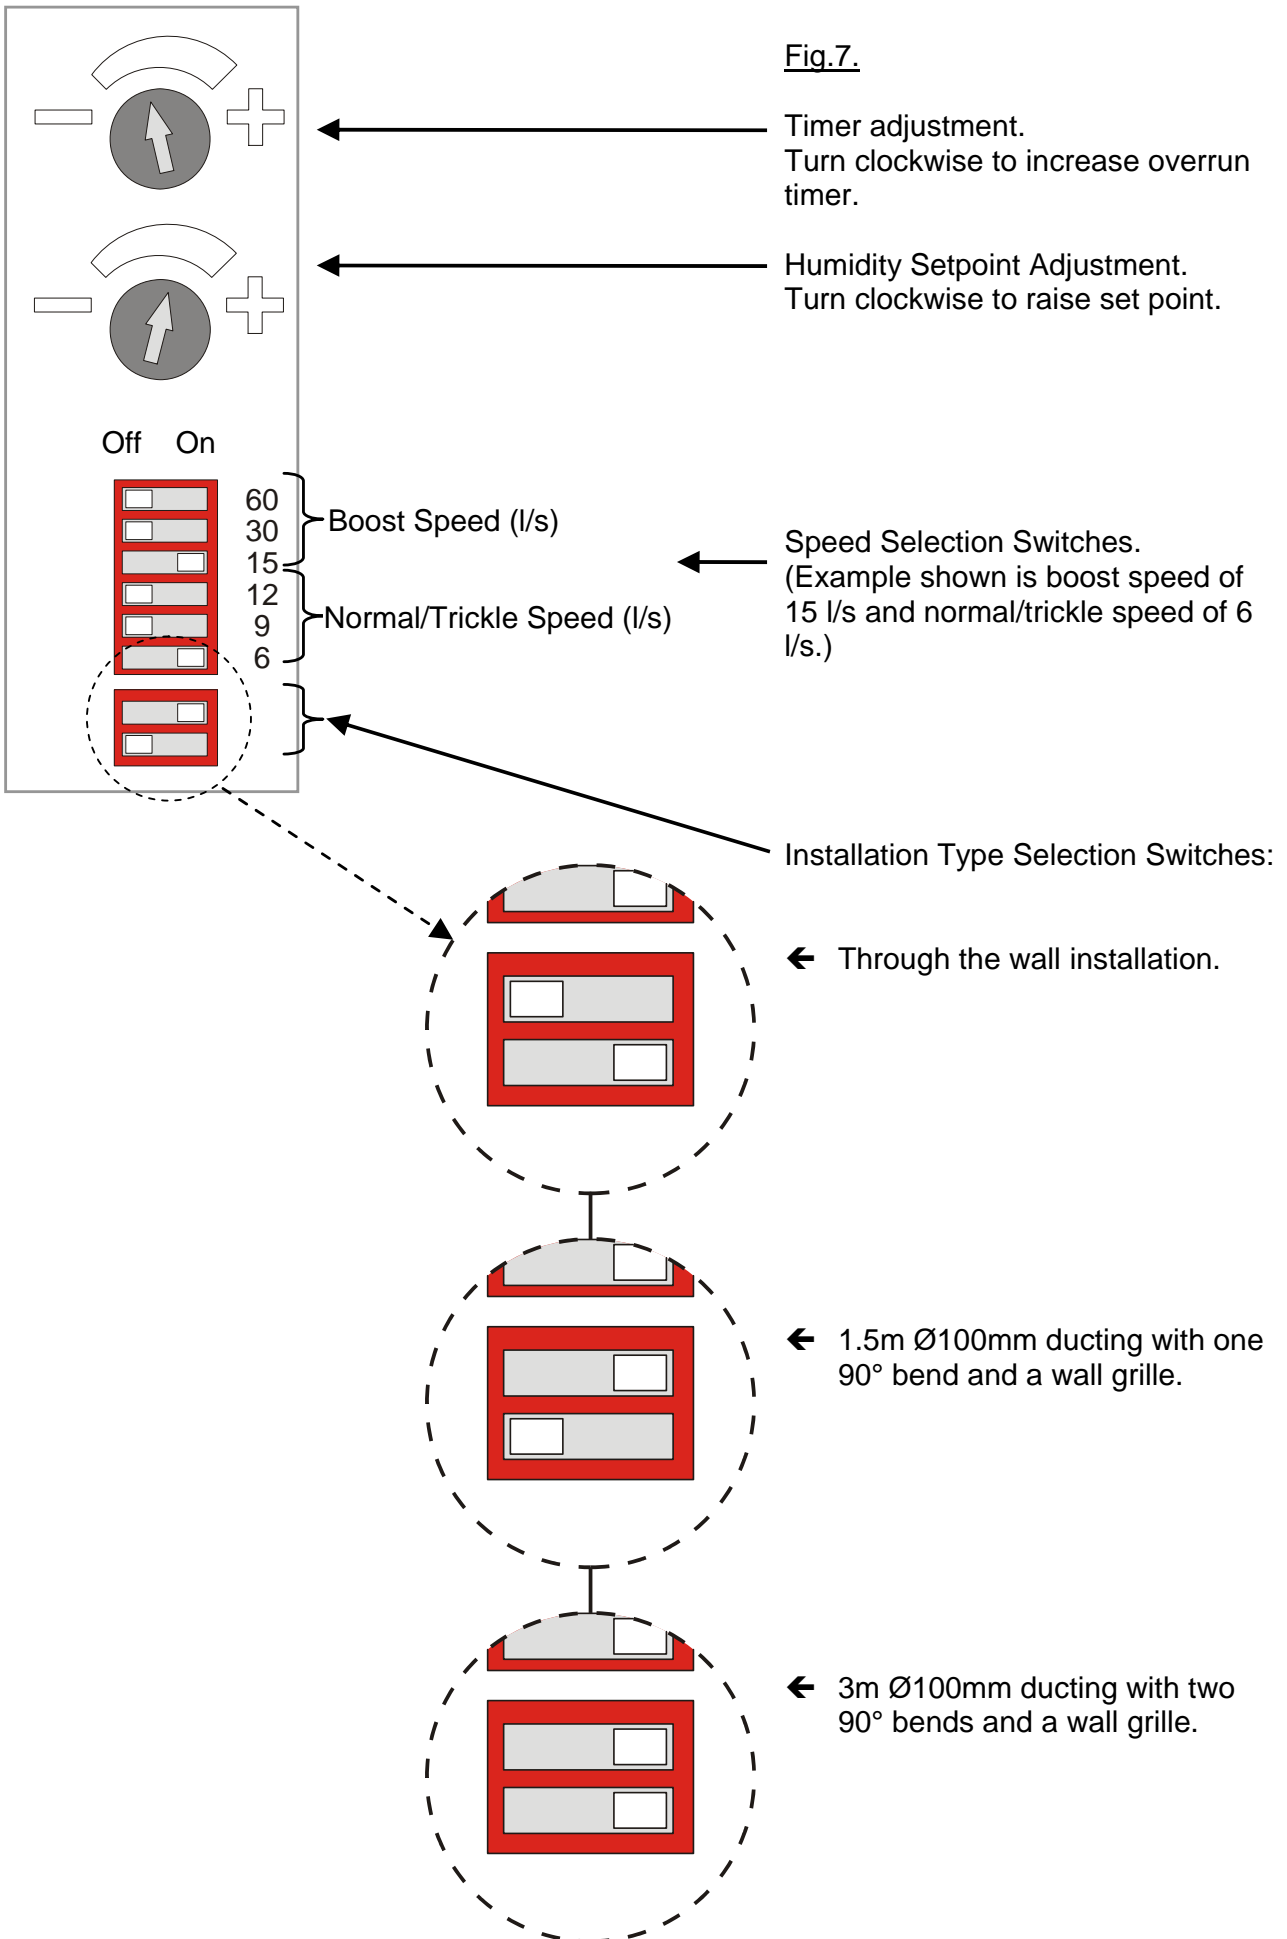 Fig.7.
Timer adjustment.
Turn clockwise to increase overrun
timer.
Humidity Setpoint Adjustment.
Turn clockwise to raise set point.
Off On
60
30
15
Boost Speed (l/s)
12
9
6
Normal/Trickle Speed (l/s)
Speed Selection Switches.
(Example shown is boost speed of
15 l/s and normal/trickle speed of 6
l/s.)
Installation Type Selection Switches:
← Through the wall installation.
← 1.5m Ø100mm ducting with one
90° bend and a wall grille.
← 3m Ø100mm ducting with two
90° bends and a wall grille.